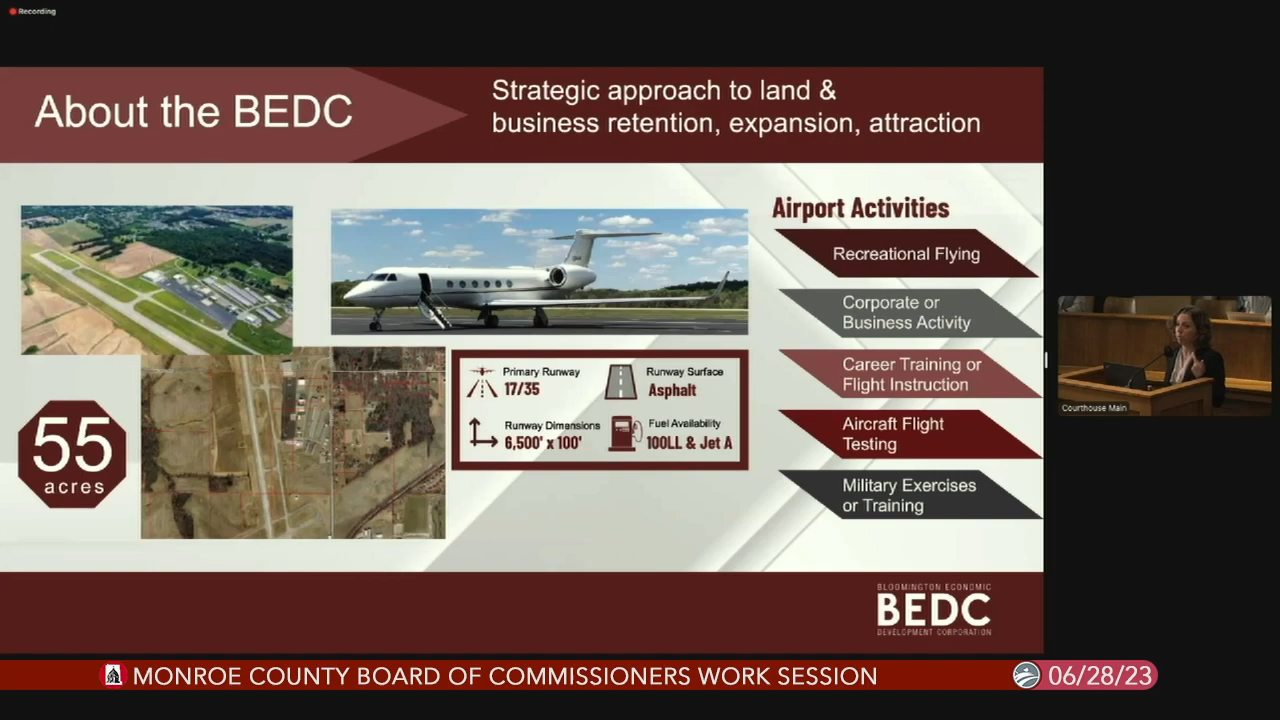 Recording
About the BEDC
Strategic approach to land &
business retention, expansion, attraction
Airport Activities
Recreational Flying
Corporate or
Business Activity
Career Training or
Flight Instruction
Aircraft Flight
Testing
Military Exercises
or Training
Primary Runway
17/35
Runway Surface
Asphalt
Runway Dimensions
6,500' x 100'
Fuel Availability
100LL & Jet A
55
acres
Courthouse Main
BLOOMINGTON ECONOMIC
BEDC
DEVELOPMENT CORPORATION
MONROE COUNTY BOARD OF COMMISSIONERS WORK SESSION
06/28/23